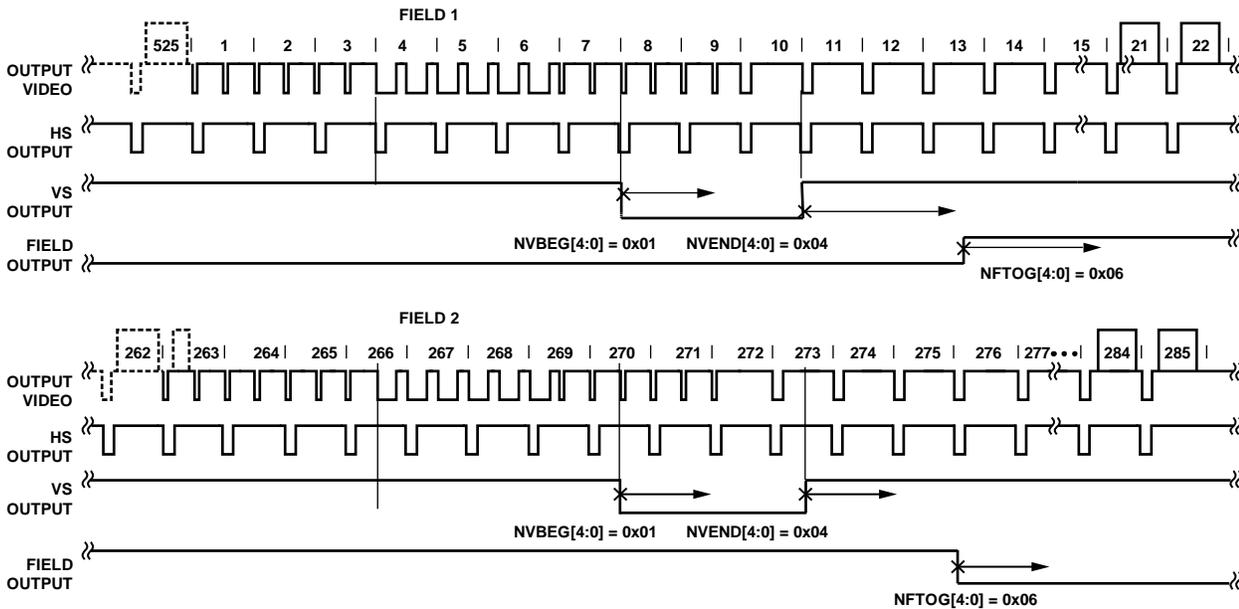 FIELD 1
525 1 2 3 4 5 6 7 8 9 10 11 12 13 14 15 21 22
OUTPUT
VIDEO
HS
OUTPUT
VS
OUTPUT
NVBEG[4:0] = 0x01 NVEND[4:0] = 0x04
FIELD
OUTPUT
NFTOG[4:0] = 0x06
FIELD 2
262 263 264 265 266 267 268 269 270 271 272 273 274 275 276 277 284 285
OUTPUT
VIDEO
HS
OUTPUT
VS
OUTPUT
NVBEG[4:0] = 0x01 NVEND[4:0] = 0x04
FIELD
OUTPUT
NFTOG[4:0] = 0x06